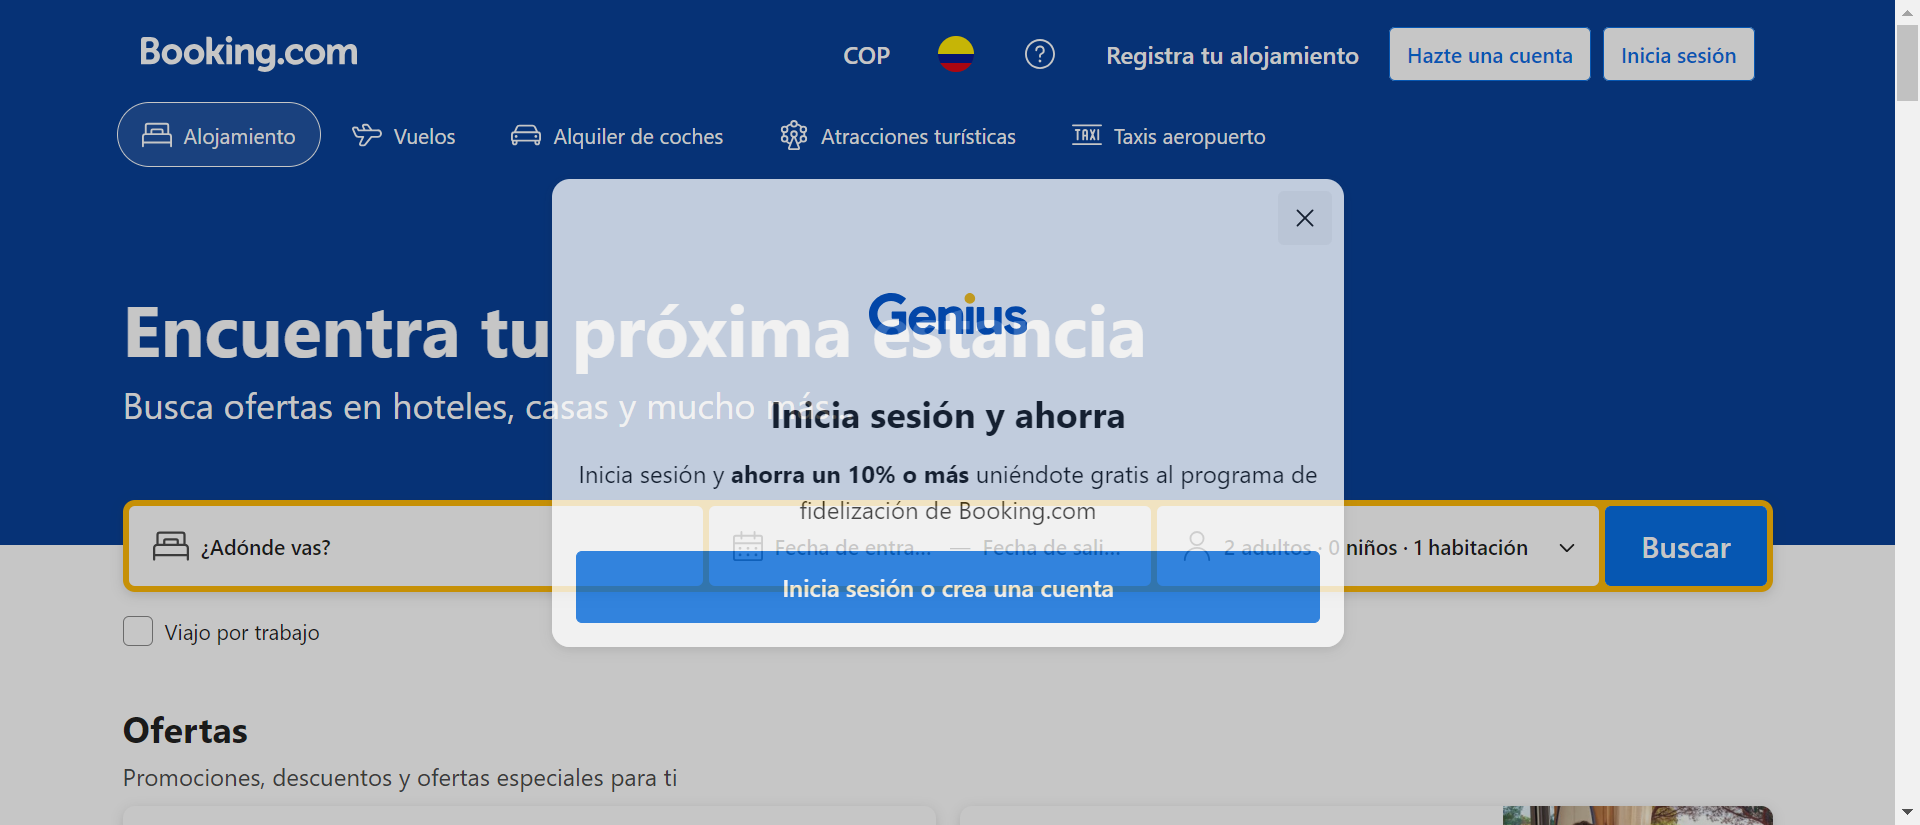 Booking.com
COP
Registra tu alojamiento
Hazte una cuenta
Inicia sesión
Alojamiento
Vuelos
Alquiler de coches
Atracciones turísticas
TAXI
Taxis aeropuerto
Encuentra tu próxima estancia
Busca ofertas en hoteles, casas y mucho más...
Genius
Inicia sesión y ahorra
Inicia sesión y ahorra un 10% o más uniéndote gratis al programa de
fidelización de Booking.com
Inicia sesión o crea una cuenta
¿Adónde vas?
Fecha de entra... — Fecha de sali...
2 adultos · 0 niños · 1 habitación
Buscar
Viajo por trabajo
Ofertas
Promociones, descuentos y ofertas especiales para ti